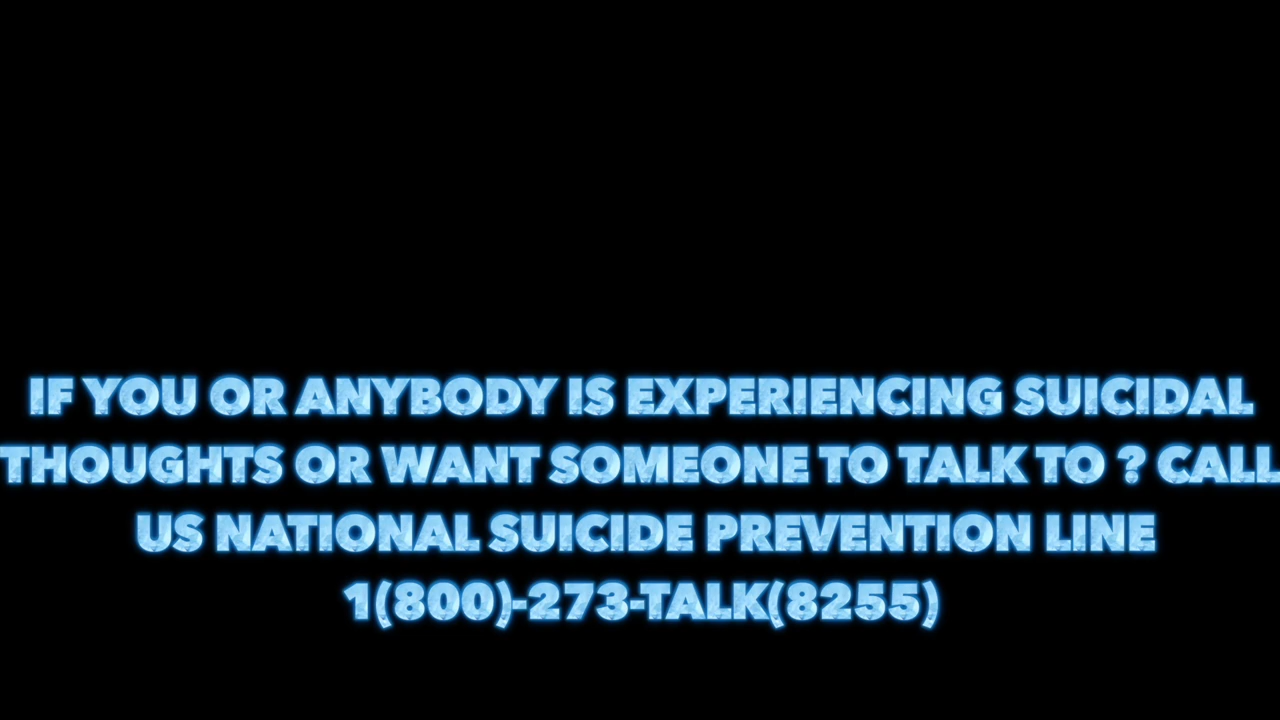 IF YOU OR ANYBODY IS EXPERIENCING SUICIDAL
THOUGHTS OR WANT SOMEONE TO TALK TO ? CALL
US NATIONAL SUICIDE PREVENTION LINE
1(800)-273-TALK(8255)